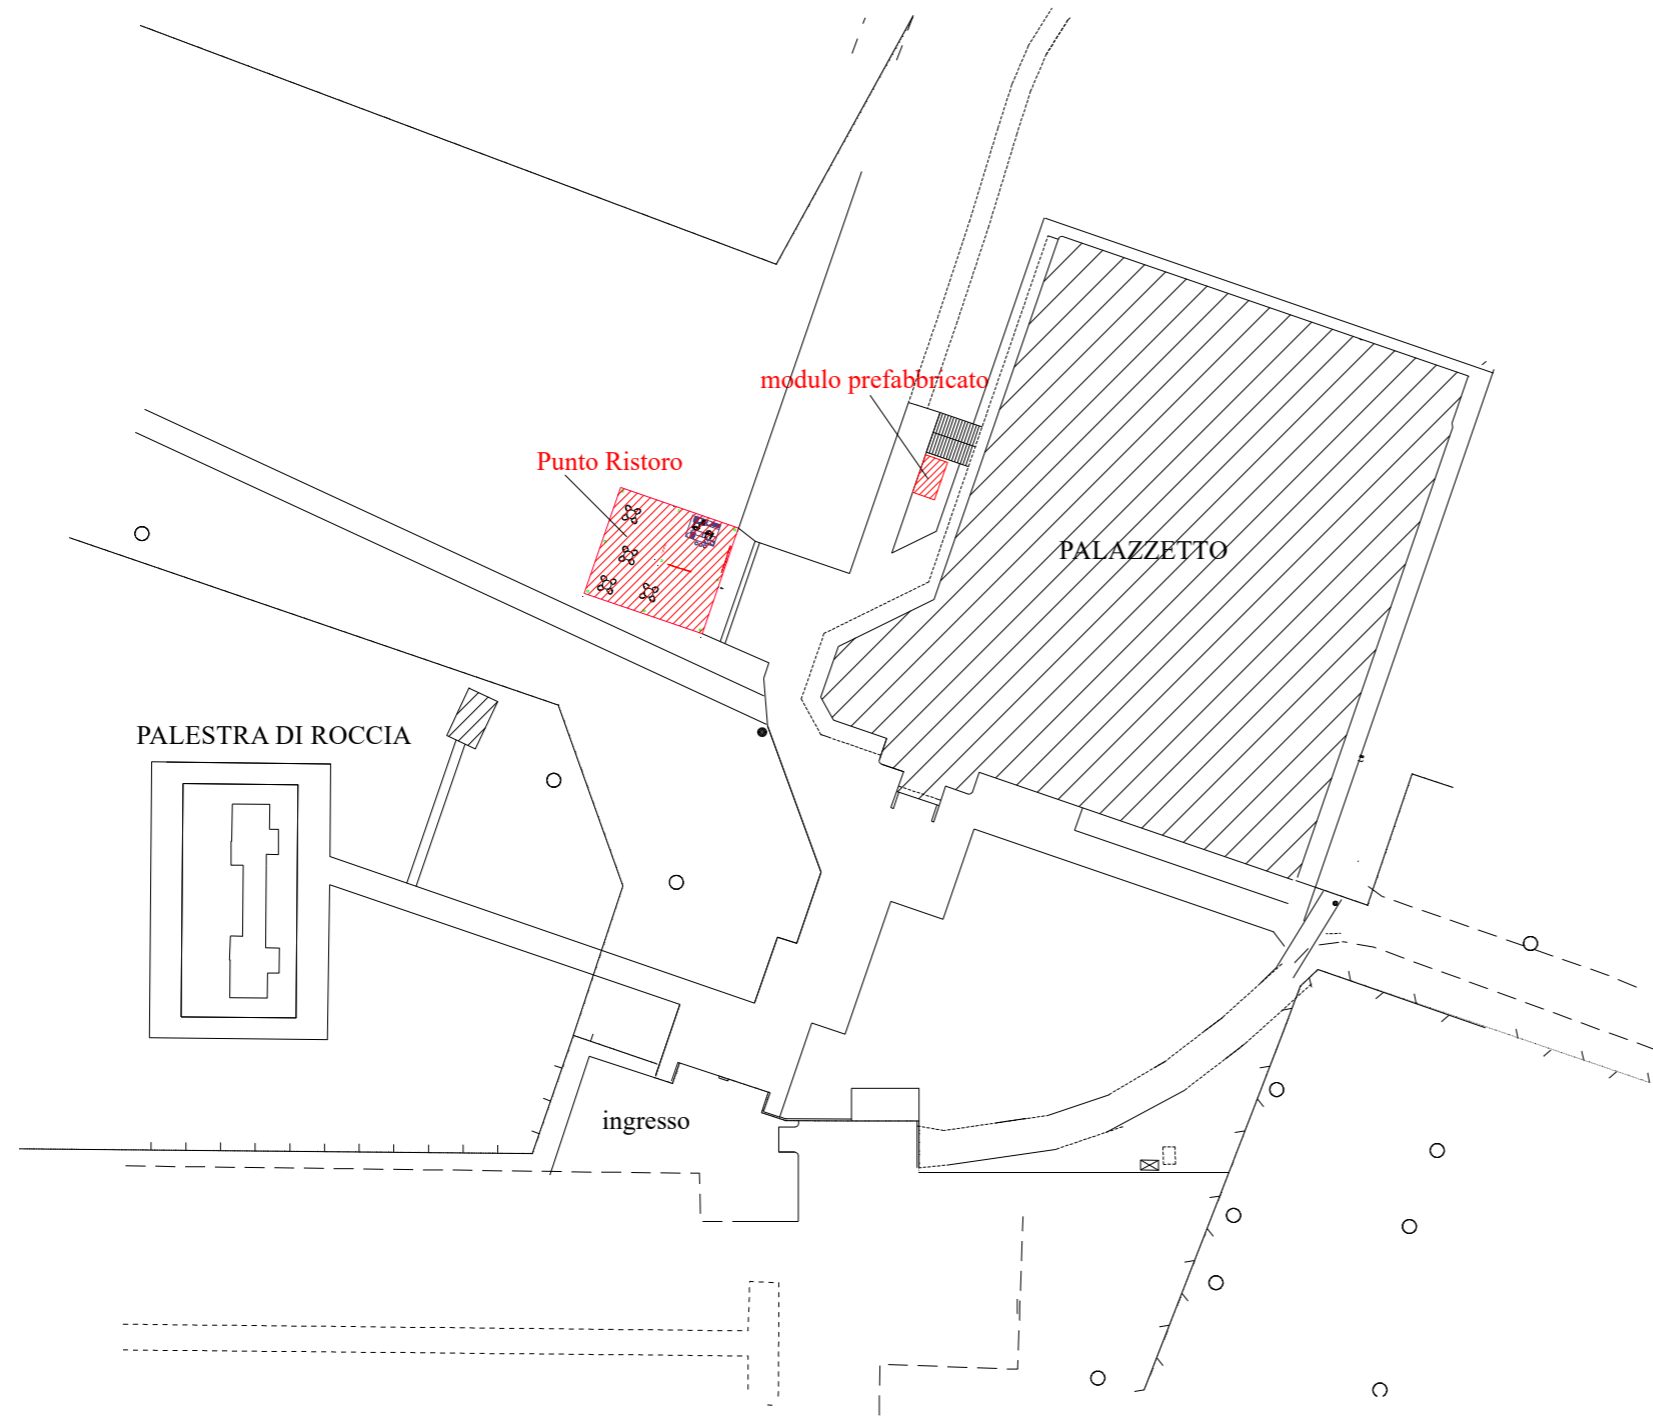 modulo prefabbricato
Punto Ristoro
PALAZZETTO
PALESTRA DI ROCCIA
ingresso